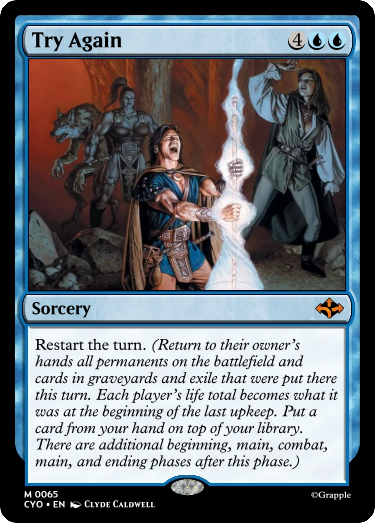 Try Again 4
Sorcery
Restart the turn. (Return to their owner's
hands all permanents on the battlefield and
cards in graveyards and exile that were put there
this turn. Each player's life total becomes what it
was at the beginning of the last upkeep. Put a
card from your hand on top of your library.
There are additional beginning, main, combat,
main, and ending phases after this phase.)
M 0065
CYO • EN Clyde Caldwell ©Grapple